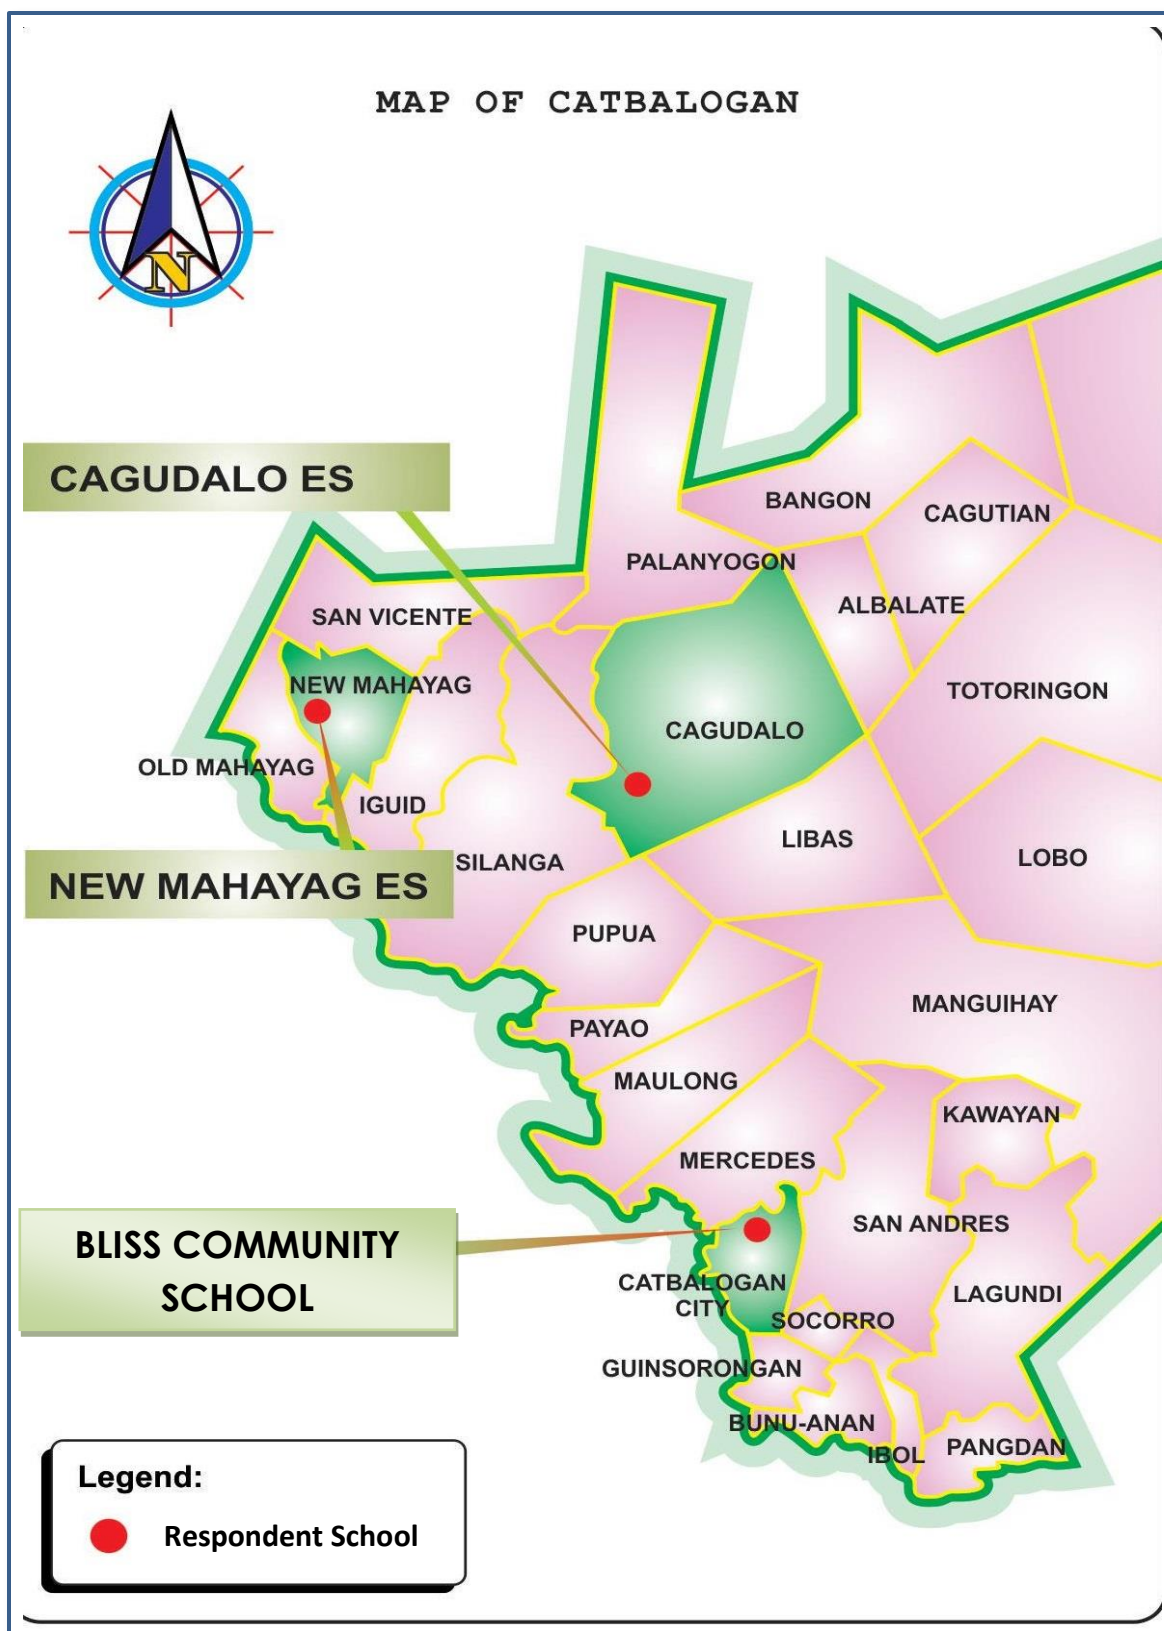 MAP OF CATBALOGAN
N
CAGUDALO ES
BANGON
CAGUTIAN
PALANYOGON
ALBALATE
SAN VICENTE
NEW MAHAYAG
TOTORINGON
CAGUDALO
OLD MAHAYAG
IGUID
LIBAS
SILANGA
LOBO
NEW MAHAYAG ES
PUPUA
MANGUIHAY
PAYAO
MAULONG
KAWAYAN
MERCEDES
SAN ANDRES
BLISS COMMUNITY
SCHOOL
CATBALOGAN
CITY
LAGUNDI
SOCORRO
GUINSORONGAN
BUNU-ANAN
IBOL
PANGDAN
Legend:
Respondent School